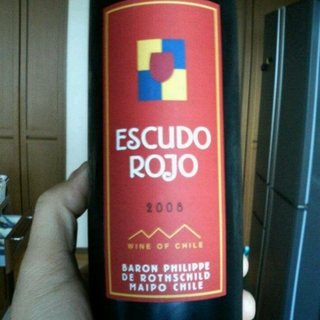 ESCUDO
ROJO
2008
WINE OF CHILE
BARON PHILIPPE
DE ROTHSCHILD
MAIPO CHILE